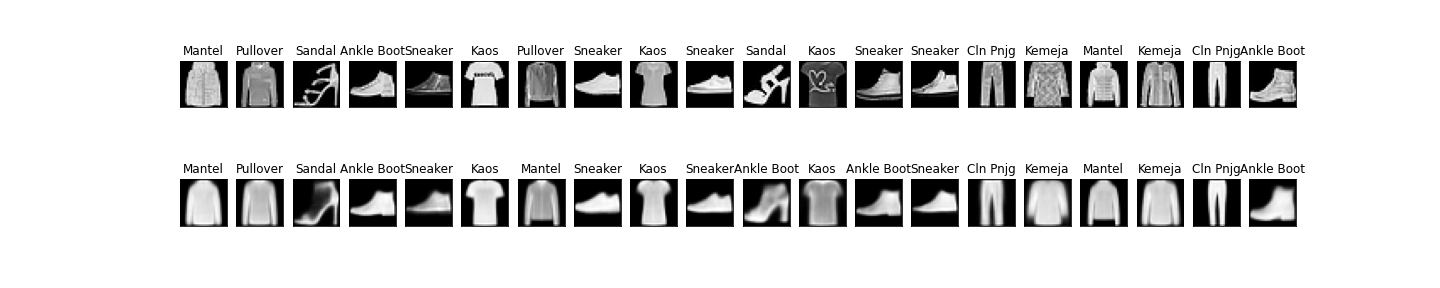 Mantel Pullover Sandal Ankle Boot Sneaker Kaos Pullover Sneaker Kaos Sneaker Sandal Kaos Sneaker Sneaker Cln Pnjg Kemeja Mantel Kemeja Cln Pnjg Ankle Boot
Mantel Pullover Sandal Ankle Boot Sneaker Kaos Mantel Sneaker Kaos Sneaker Ankle Boot Kaos Ankle Boot Sneaker Cln Pnjg Kemeja Mantel Kemeja Cln Pnjg Ankle Boot